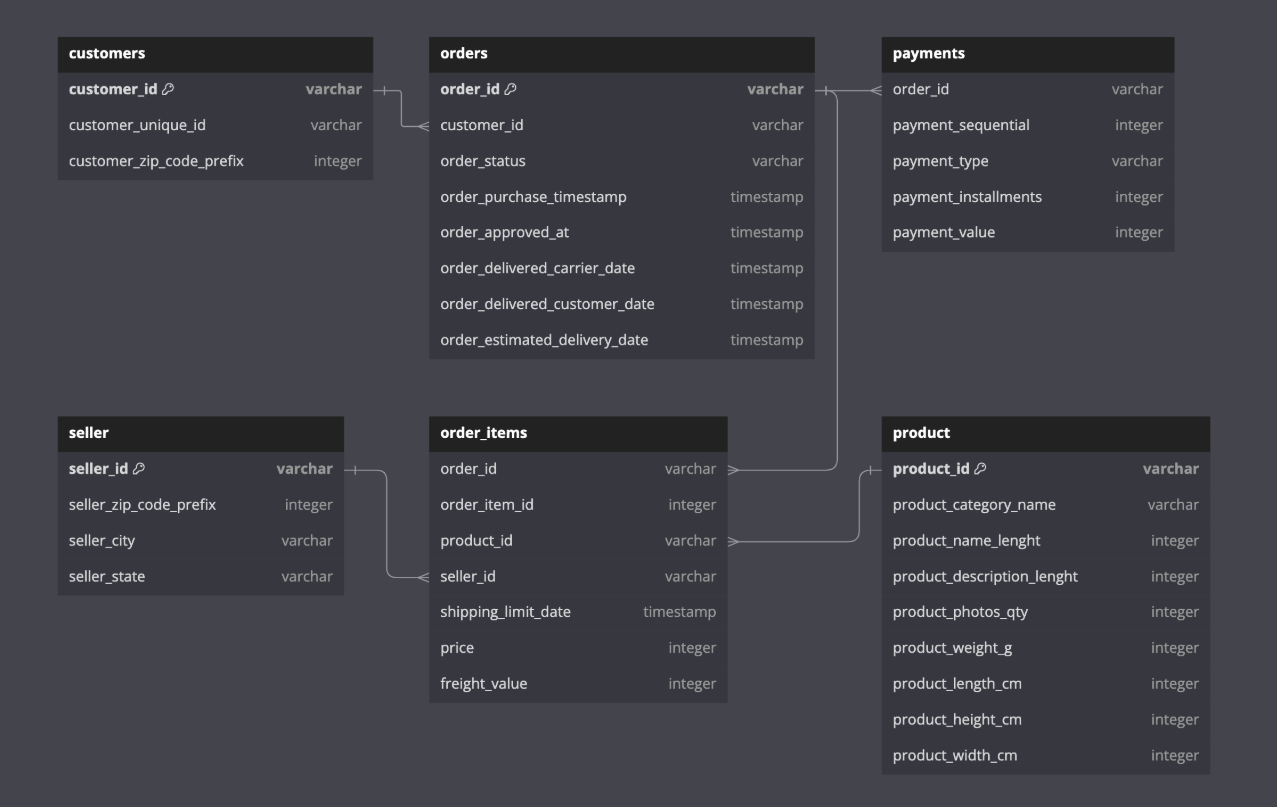 customers
customer_id varchar
customer_unique_id varchar
customer_zip_code_prefix integer
orders
order_id varchar
customer_id varchar
order_status varchar
order_purchase_timestamp timestamp
order_approved_at timestamp
order_delivered_carrier_date timestamp
order_delivered_customer_date timestamp
order_estimated_delivery_date timestamp
payments
order_id varchar
payment_sequential integer
payment_type varchar
payment_installments integer
payment_value integer
seller
seller_id varchar
seller_zip_code_prefix integer
seller_city varchar
seller_state varchar
order_items
order_id varchar
order_item_id integer
product_id varchar
seller_id varchar
shipping_limit_date timestamp
price integer
freight_value integer
product
product_id varchar
product_category_name varchar
product_name_lenght integer
product_description_lenght integer
product_photos_qty integer
product_weight_g integer
product_length_cm integer
product_height_cm integer
product_width_cm integer